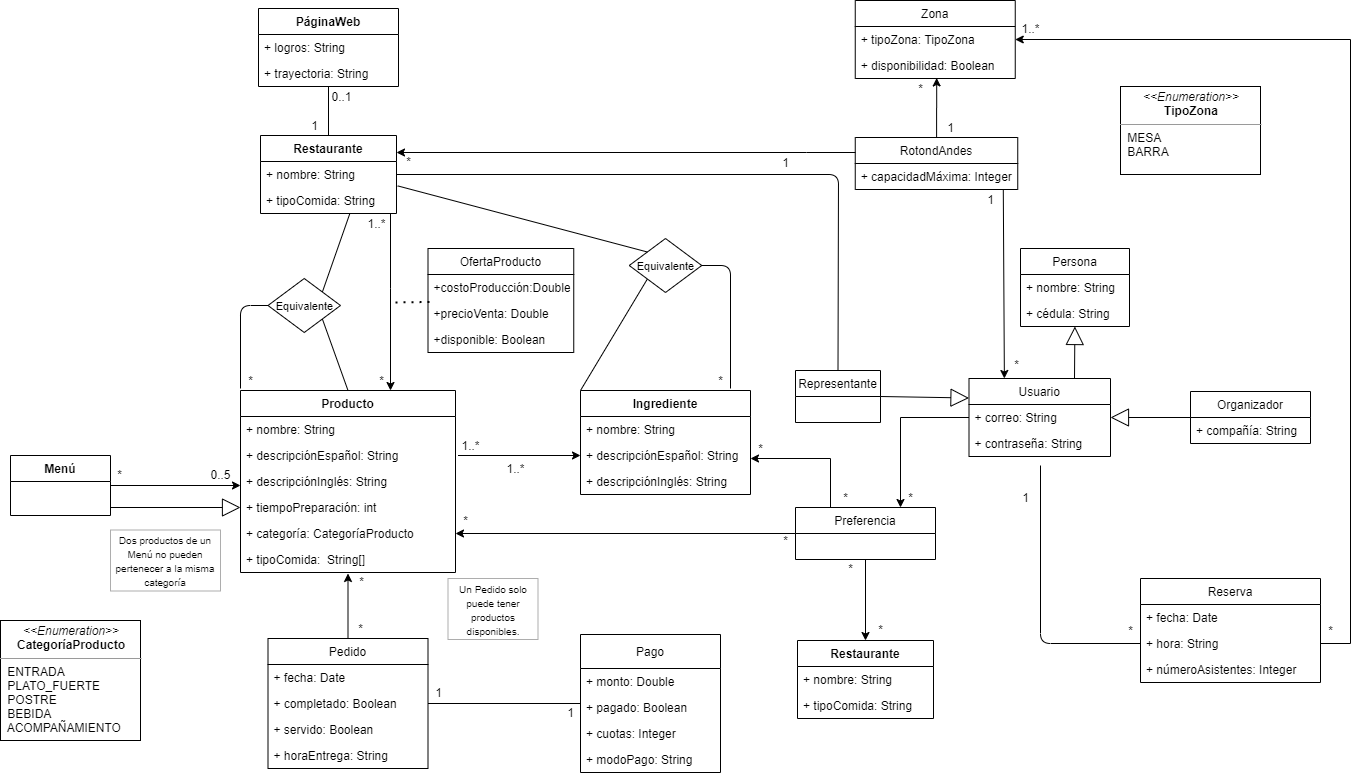 PáginaWeb
+ logros: String
+ trayectoria: String
0..1
1
Zona
+ tipoZona: TipoZona
+ disponibilidad: Boolean
1..*
*
1
<<Enumeration>>
TipoZona
MESA
BARRA
Restaurante
+ nombre: String
+ tipoComida: String
*
1
RotondAndes
+ capacidadMáxima: Integer
1
1..*
OfertaProducto
+costoProducción:Double
+precioVenta: Double
+disponible: Boolean
Equivalente
Equivalente
Persona
+ nombre: String
+ cédula: String
*
*
*
*
Representante
Usuario
+ correo: String
+ contraseña: String
Organizador
+ compañía: String
Producto
+ nombre: String
+ descripciónEspañol: String
+ descripciónInglés: String
+ tiempoPreparación: int
+ categoría: CategoríaProducto
+ tipoComida:  String[]
1..*
1..*
Ingrediente
+ nombre: String
+ descripciónEspañol: String
+ descripciónInglés: String
*
*
*
1
Menú
*
0..5
Dos productos de un
Menú no pueden
pertenecer a la misma
categoría
*
*
Preferencia
*
*
Un Pedido solo
puede tener
productos
disponibles.
*
*
Reserva
+ fecha: Date
+ hora: String
+ númeroAsistentes: Integer
*
*
<<Enumeration>>
CategoríaProducto
ENTRADA
PLATO_FUERTE
POSTRE
BEBIDA
ACOMPAÑAMIENTO
Pedido
+ fecha: Date
+ completado: Boolean
+ servido: Boolean
+ horaEntrega: String
1
1
Pago
+ monto: Double
+ pagado: Boolean
+ cuotas: Integer
+ modoPago: String
Restaurante
+ nombre: String
+ tipoComida: String